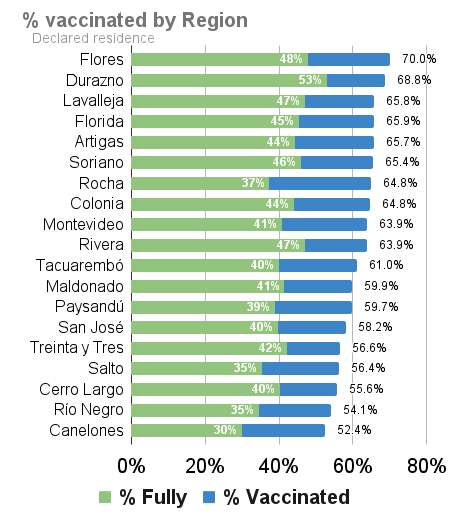 % vaccinated by Region
Declared residence
Flores 48% 70.0%
Durazno 53% 68.8%
Lavalleja 47% 65.8%
Florida 45% 65.9%
Artigas 44% 65.7%
Soriano 46% 65.4%
Rocha 37% 64.8%
Colonia 44% 64.8%
Montevideo 41% 63.9%
Rivera 47% 63.9%
Tacuarembó 40% 61.0%
Maldonado 41% 59.9%
Paysandú 39% 59.7%
San José 40% 58.2%
Treinta y Tres 42% 56.6%
Salto 35% 56.4%
Cerro Largo 40% 55.6%
Río Negro 35% 54.1%
Canelones 30% 52.4%
0% 20% 40% 60% 80%
% Fully % Vaccinated